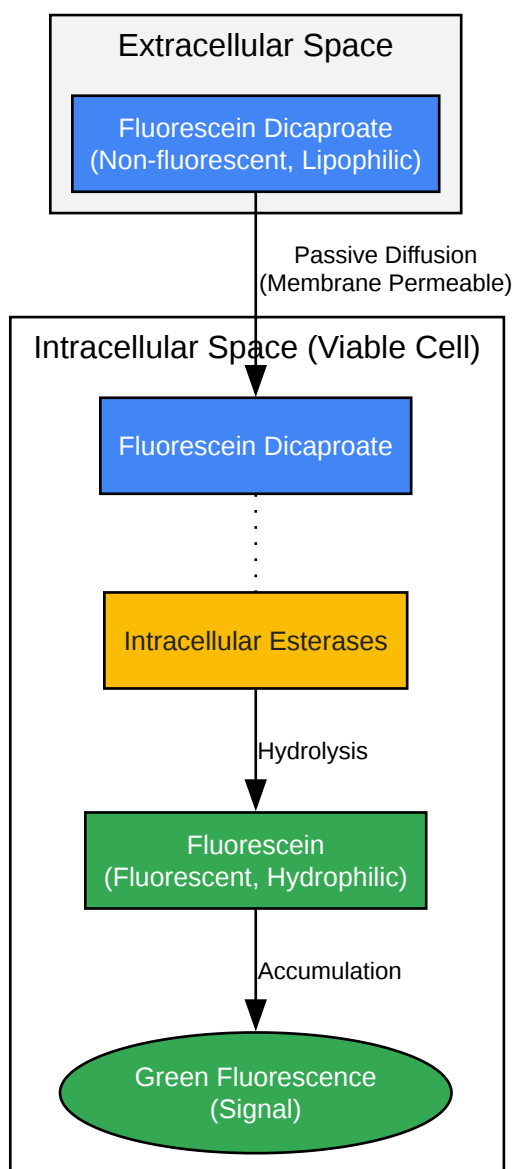 Extracellular Space
Fluorescein Dicaproate
(Non-fluorescent, Lipophilic)
Passive Diffusion
(Membrane Permeable)
Intracellular Space (Viable Cell)
Fluorescein Dicaproate
Intracellular Esterases
Hydrolysis
Fluorescein
(Fluorescent, Hydrophilic)
Accumulation
Green Fluorescence
(Signal)